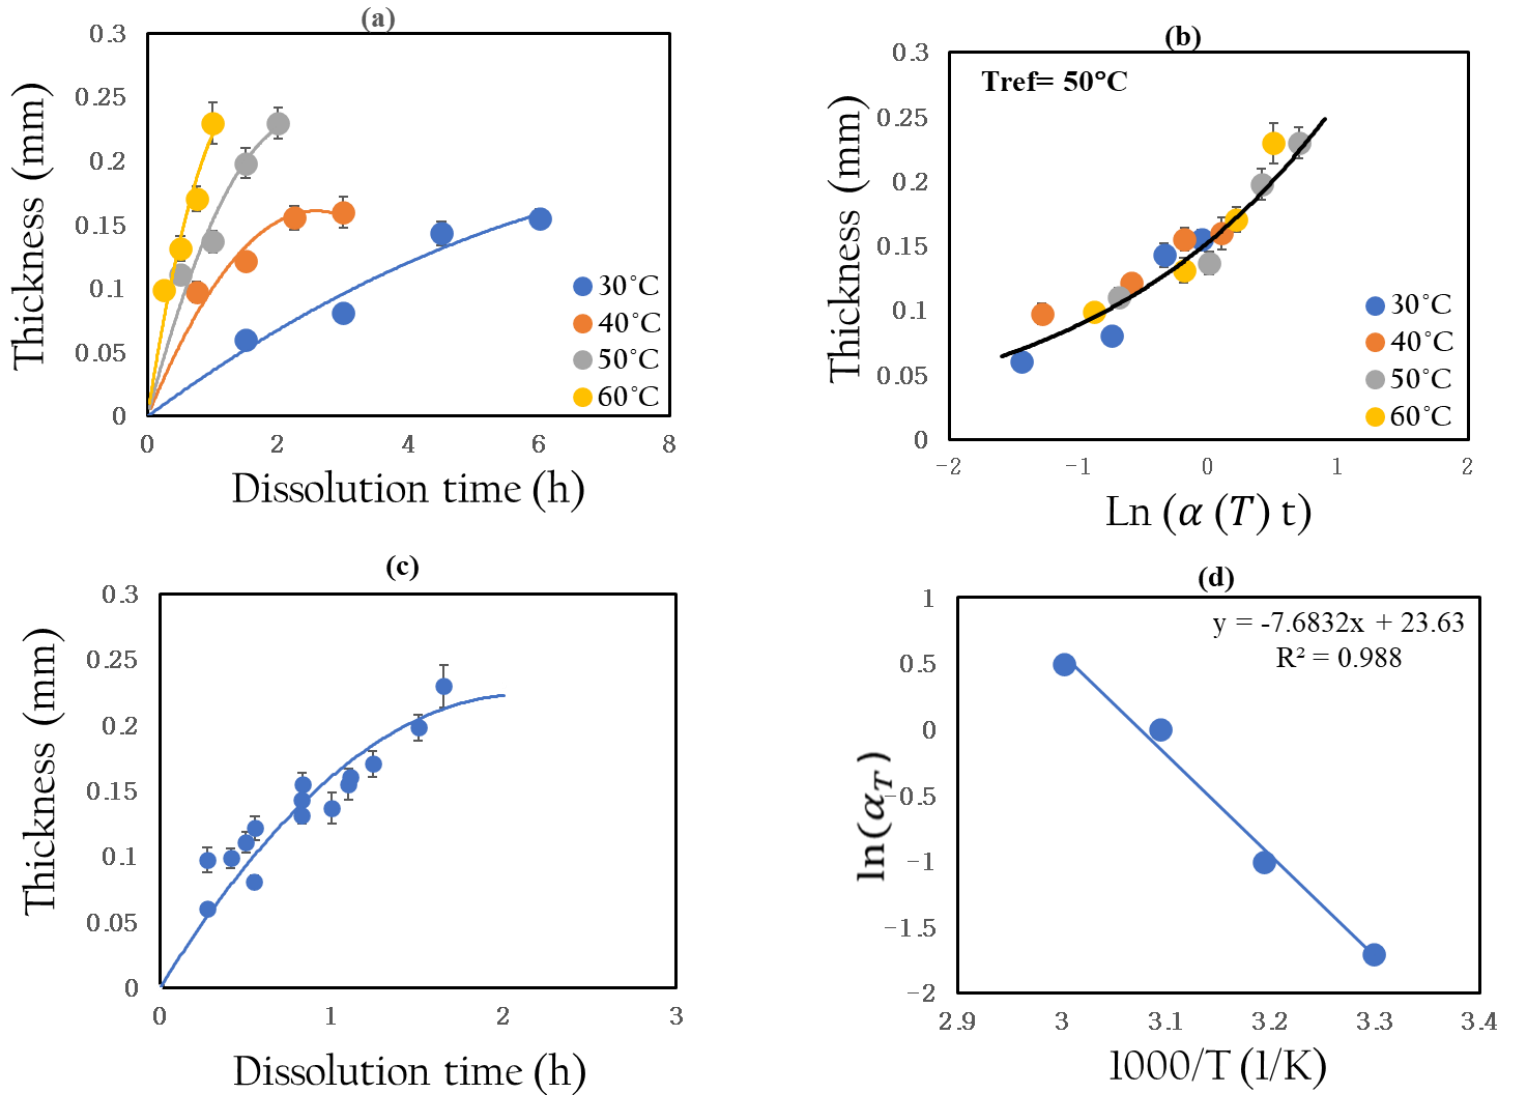 (a)
0.3
0.25
0.2
0.15
0.1
0.05
0
Thickness (mm)
30°C
40°C
50°C
60°C
0 2 4 6 8
Dissolution time (h)
(b)
Tref= 50°C
0.3
0.25
0.2
0.15
0.1
0.05
0
Thickness (mm)
30°C
40°C
50°C
60°C
-2 -1 0 1 2
Ln (α (T) t)
(c)
0.3
0.25
0.2
0.15
0.1
0.05
0
Thickness (mm)
0 1 2 3
Dissolution time (h)
(d)
y = -7.6832x + 23.63
R² = 0.988
1
0.5
0
-0.5
-1
-1.5
-2
ln(α_T)
2.9 3 3.1 3.2 3.3 3.4
1000/T (1/K)